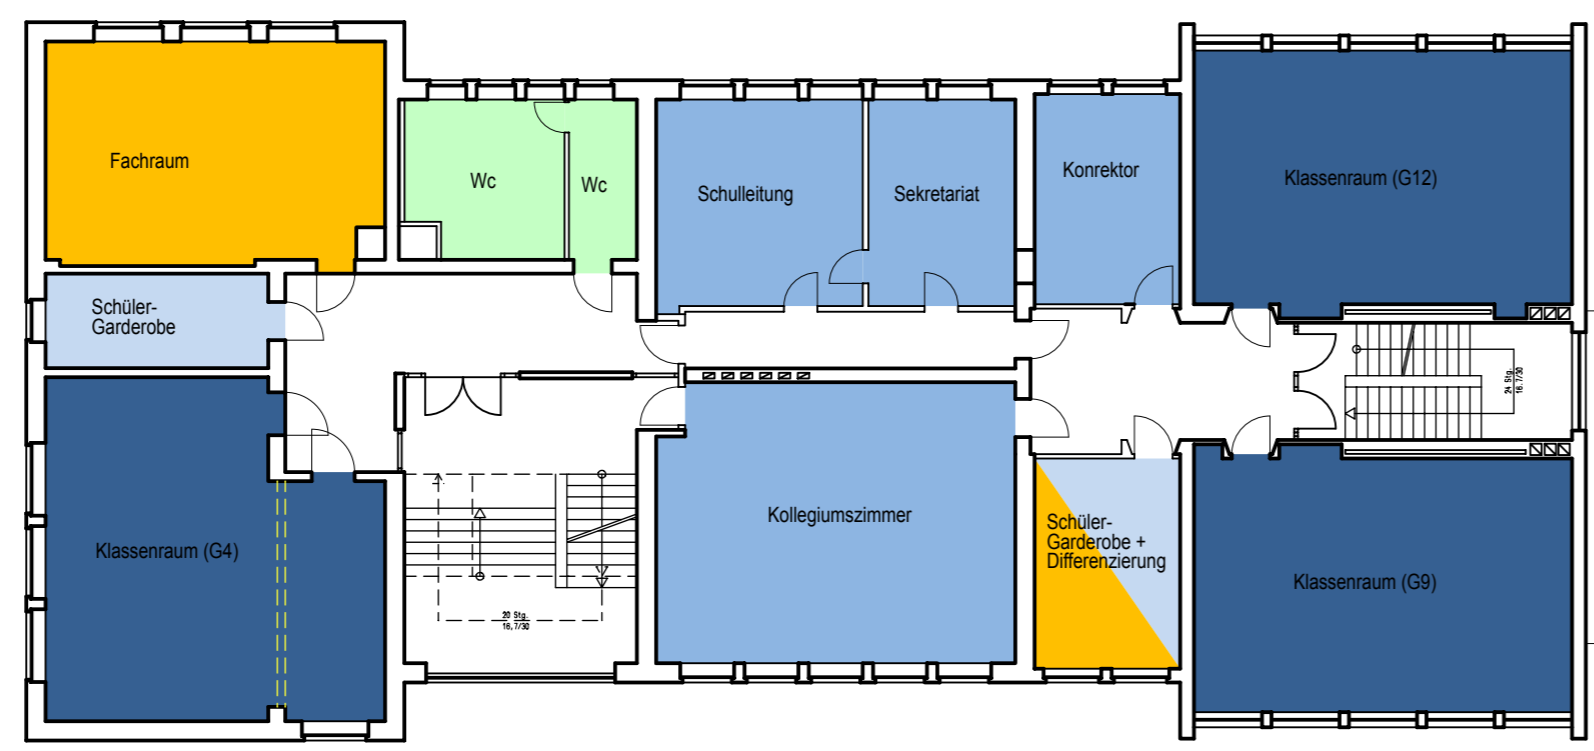 Fachraum
Wc
Wc
Schulleitung
Sekretariat
Konrektor
Klassenraum (G12)
Schüler-
Garderobe
24 Stg.
16,7/30
Klassenraum (G4)
Kollegiumszimmer
Schüler-
Garderobe +
Differenzierung
Klassenraum (G9)
20 Stg.
16,7/30